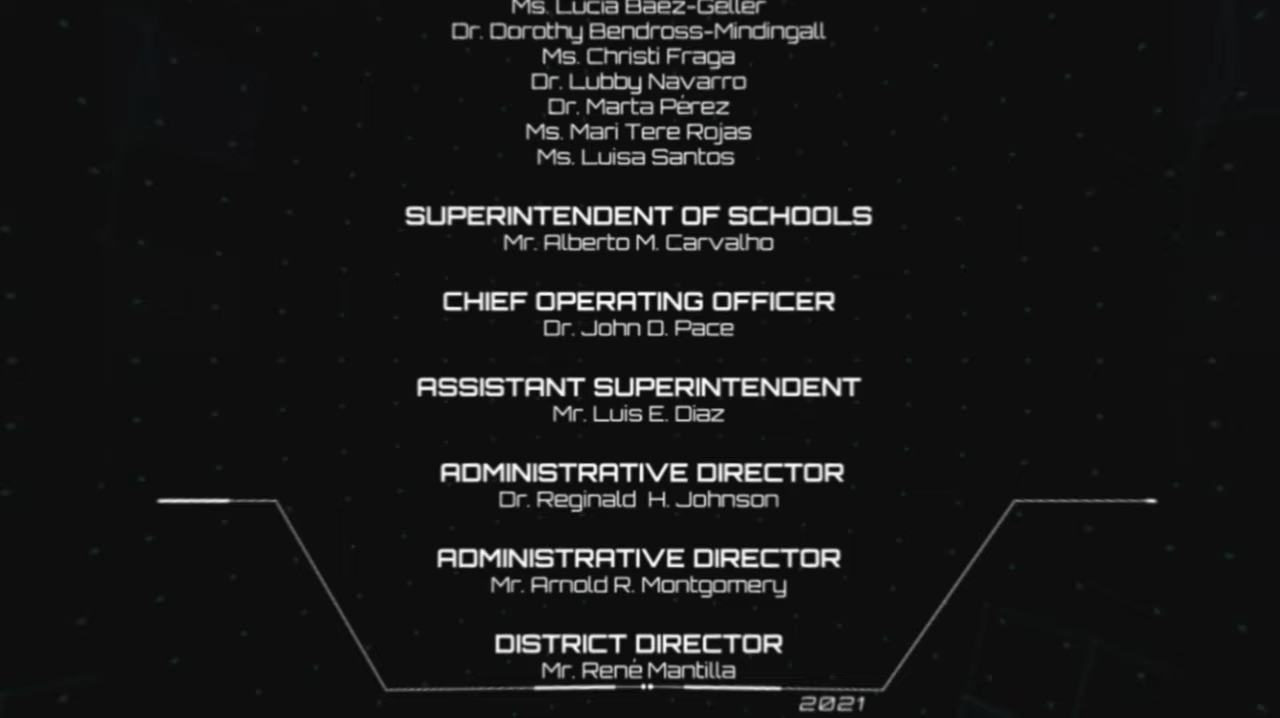 Ms. Lucia Baez-Geller
Dr. Dorothy Bendross-Mindingall
Ms. Christi Fraga
Dr. Lubby Navarro
Dr. Marta Pérez
Ms. Mari Tere Rojas
Ms. Luisa Santos
SUPERINTENDENT OF SCHOOLS
Mr. Alberto M. Carvalho
CHIEF OPERATING OFFICER
Dr. John D. Pace
ASSISTANT SUPERINTENDENT
Mr. Luis E. Diaz
ADMINISTRATIVE DIRECTOR
Dr. Reginald H. Johnson
ADMINISTRATIVE DIRECTOR
Mr. Arnold R. Montgomery
DISTRICT DIRECTOR
Mr. René Mantilla
2021